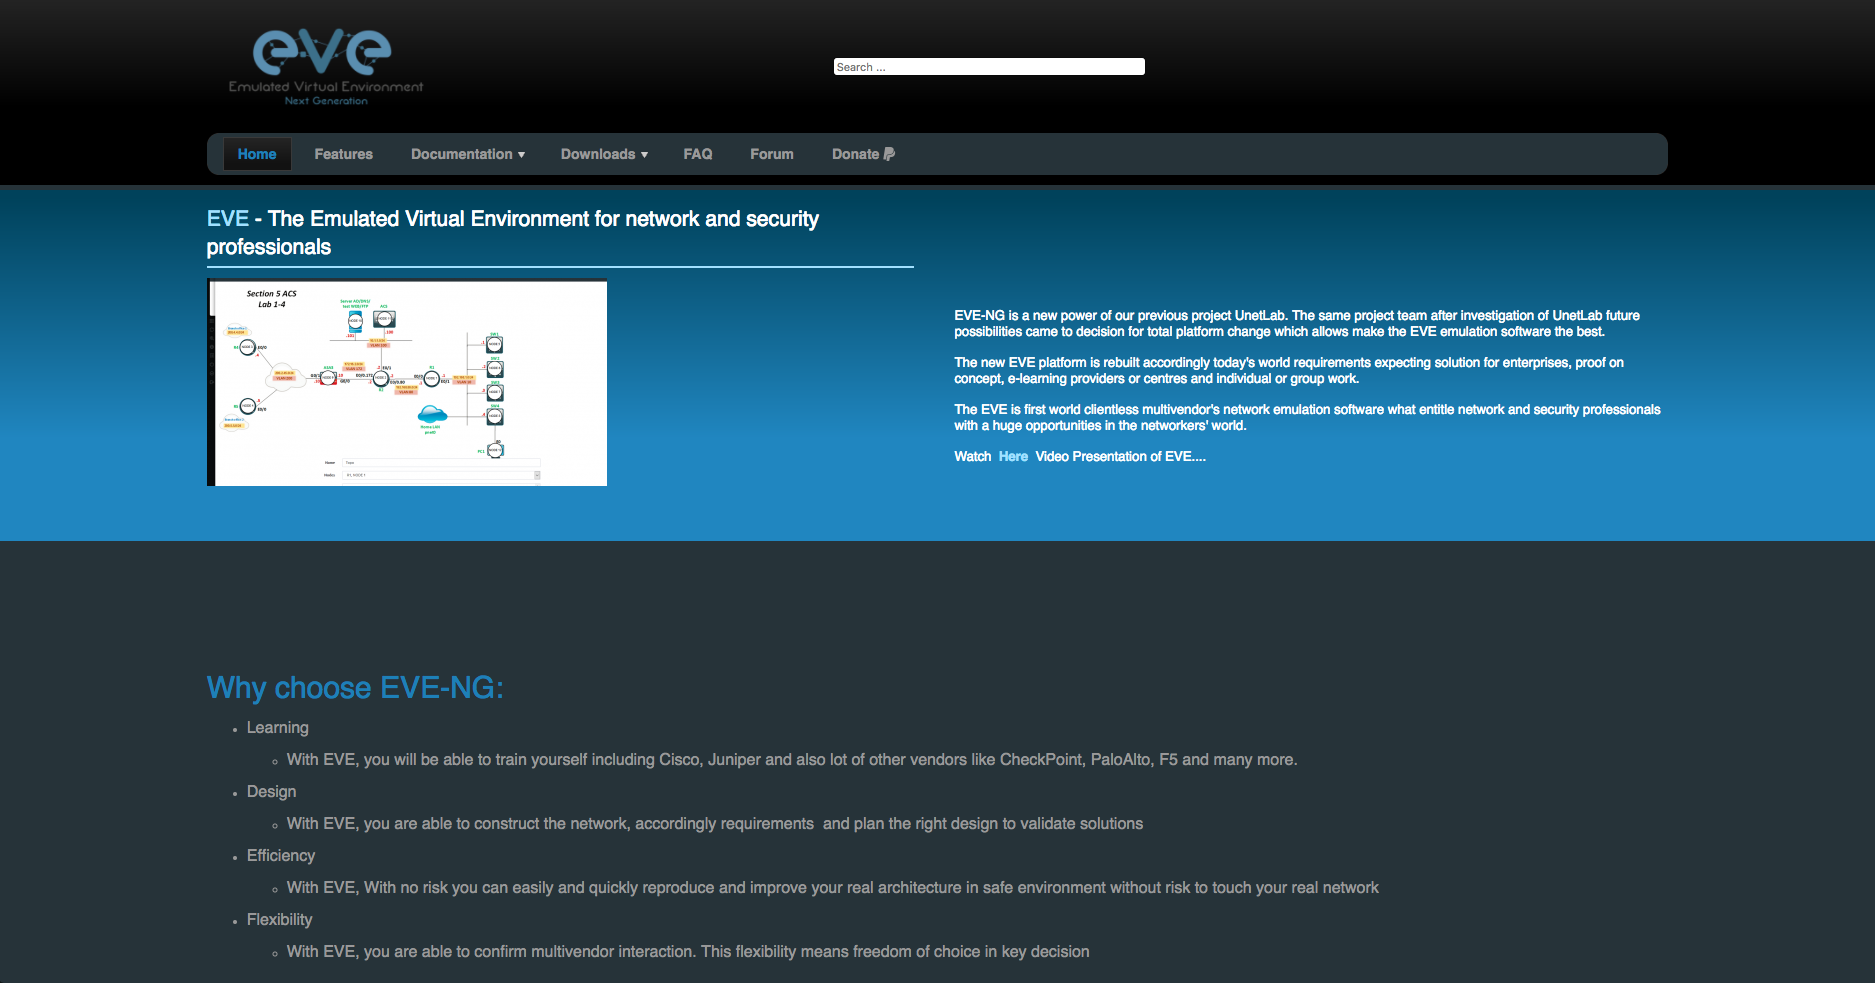 eve
Emulated Virtual Environment
Next Generation
Search ...
Home Features Documentation ▾ Downloads ▾ FAQ Forum Donate
EVE - The Emulated Virtual Environment for network and security
professionals
Section 5 ACS
Lab 1-4
EVE-NG is a new power of our previous project UnetLab. The same project team after investigation of UnetLab future
possibilities came to decision for total platform change which allows make the EVE emulation software the best.
The new EVE platform is rebuilt accordingly today's world requirements expecting solution for enterprises, proof on
concept, e-learning providers or centres and individual or group work.
The EVE is first world clientless multivendor's network emulation software what entitle network and security professionals
with a huge opportunities in the networkers' world.
Watch Here Video Presentation of EVE....
Why choose EVE-NG:
Learning
With EVE, you will be able to train yourself including Cisco, Juniper and also lot of other vendors like CheckPoint, PaloAlto, F5 and many more.
Design
With EVE, you are able to construct the network, accordingly requirements and plan the right design to validate solutions
Efficiency
With EVE, With no risk you can easily and quickly reproduce and improve your real architecture in safe environment without risk to touch your real network
Flexibility
With EVE, you are able to confirm multivendor interaction. This flexibility means freedom of choice in key decision